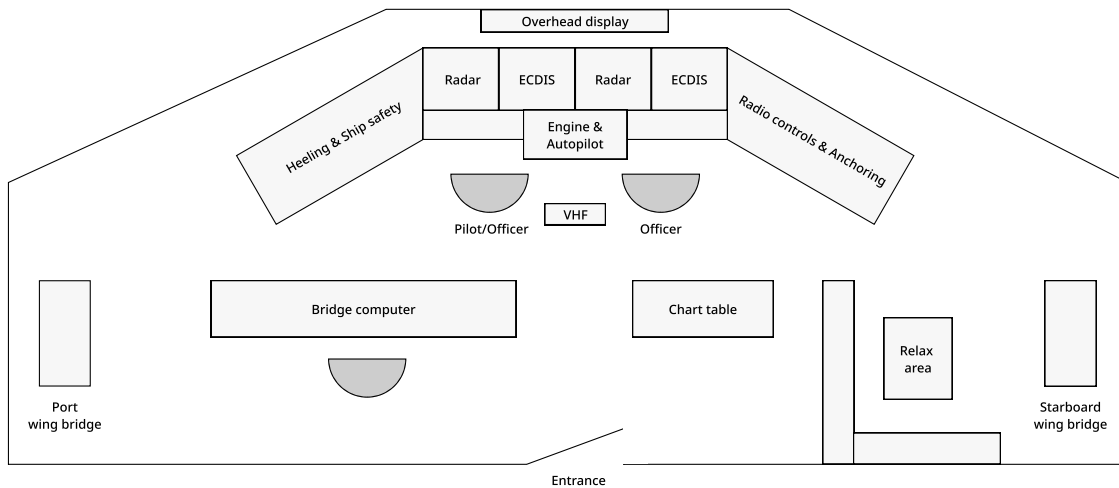 Overhead display
Radar
ECDIS
Radar
ECDIS
Heeling & Ship safety
Engine &
Autopilot
Radio controls & Anchoring
Pilot/Officer
VHF
Officer
Bridge computer
Chart table
Relax
area
Port
wing bridge
Starboard
wing bridge
Entrance